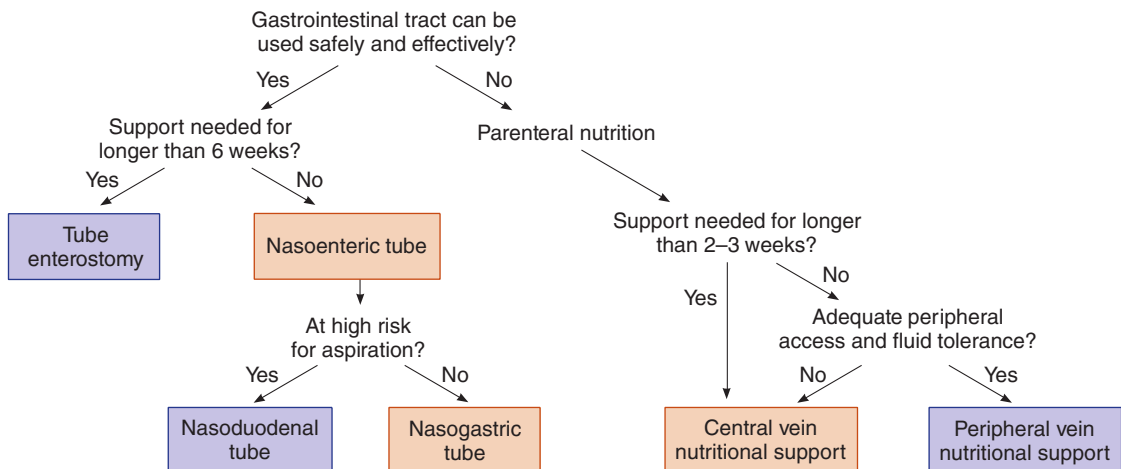 Gastrointestinal tract can be
used safely and effectively?
Yes
No
Support needed for
longer than 6 weeks?
Parenteral nutrition
Yes
No
Tube
enterostomy
Nasoenteric tube
Support needed for longer
than 2–3 weeks?
Yes
No
At high risk
for aspiration?
Adequate peripheral
access and fluid tolerance?
Yes
No
No
Yes
Nasoduodenal
tube
Nasogastric
tube
Central vein
nutritional support
Peripheral vein
nutritional support